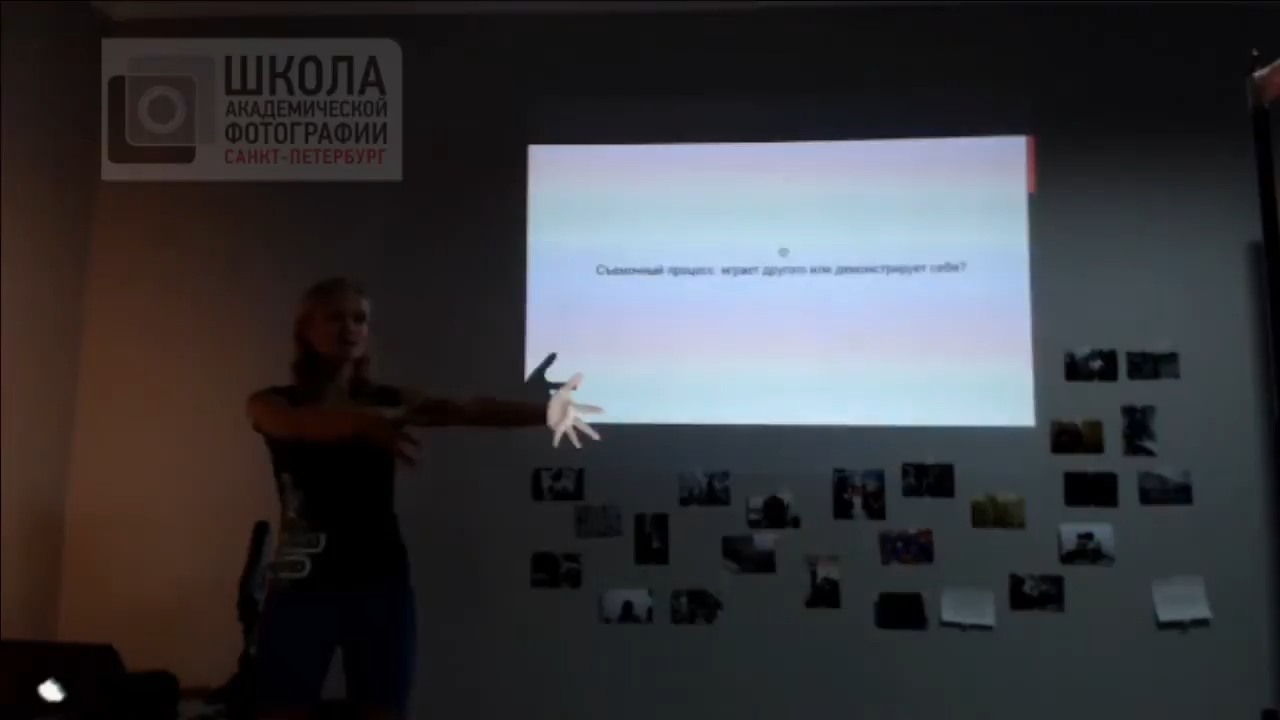 ШКОЛА
АКАДЕМИЧЕСКОЙ
ФОТОГРАФИИ
САНКТ-ПЕТЕРБУРГ
Съемочный процесс: играет другого или демонстрирует себя?